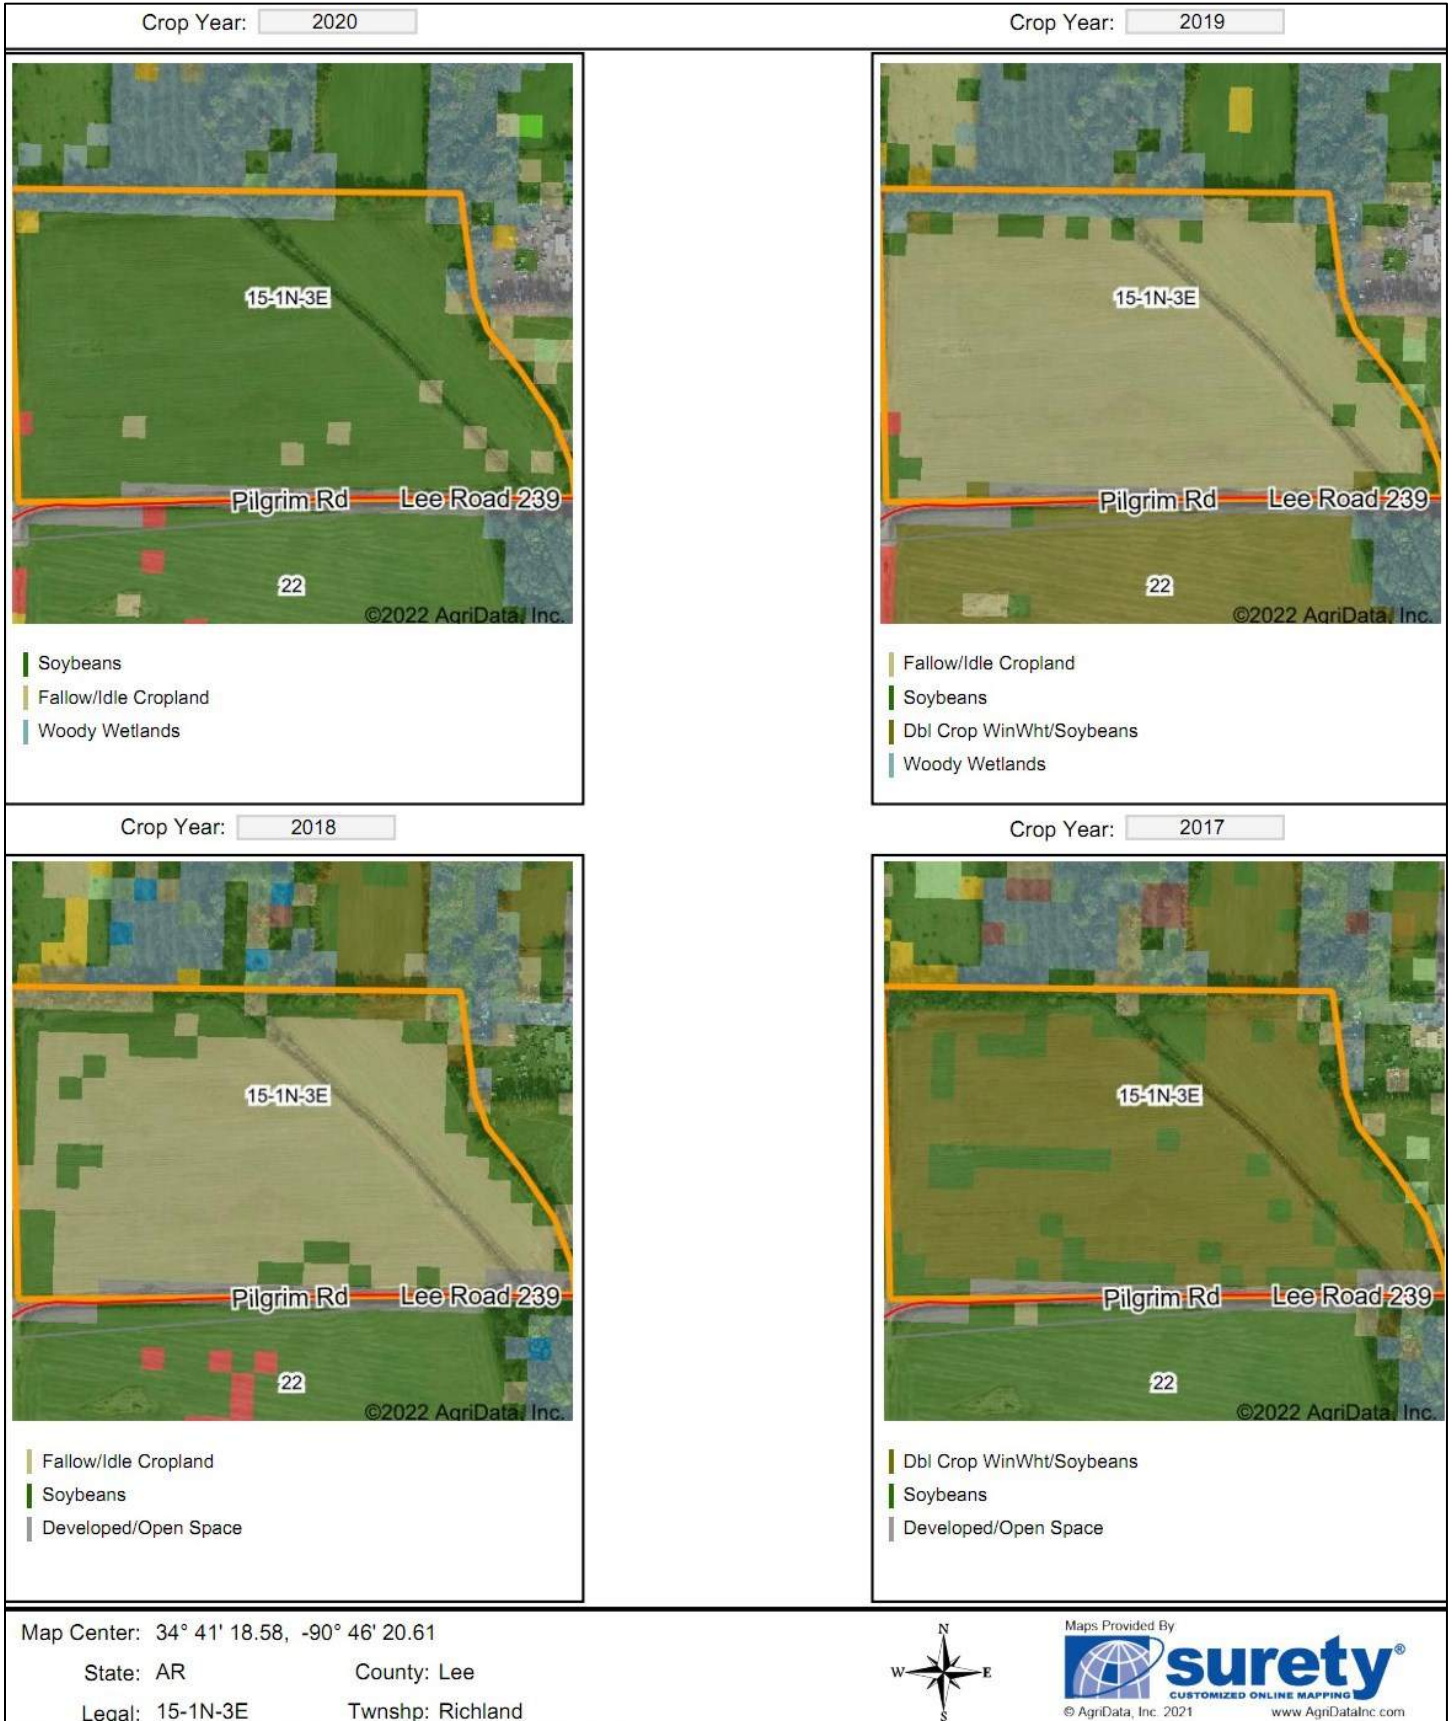 Crop Year: 2020
Crop Year: 2019
15-1N-3E
Pilgrim Rd Lee Road 239
22
©2022 AgriData, Inc.
15-1N-3E
Pilgrim Rd Lee Road 239
22
©2022 AgriData, Inc.
Soybeans
Fallow/Idle Cropland
Woody Wetlands
Fallow/Idle Cropland
Soybeans
Dbl Crop WinWht/Soybeans
Woody Wetlands
Crop Year: 2018
Crop Year: 2017
15-1N-3E
Pilgrim Rd Lee Road 239
22
©2022 AgriData, Inc.
15-1N-3E
Pilgrim Rd Lee Road 239
22
©2022 AgriData, Inc.
Fallow/Idle Cropland
Soybeans
Developed/Open Space
Dbl Crop WinWht/Soybeans
Soybeans
Developed/Open Space
Map Center: 34° 41' 18.58, -90° 46' 20.61
State: AR County: Lee
Legal: 15-1N-3E Twnshp: Richland
N
W E
S
Maps Provided By
surety®
CUSTOMIZED ONLINE MAPPING
© AgriData, Inc. 2021 www.AgriDataInc.com